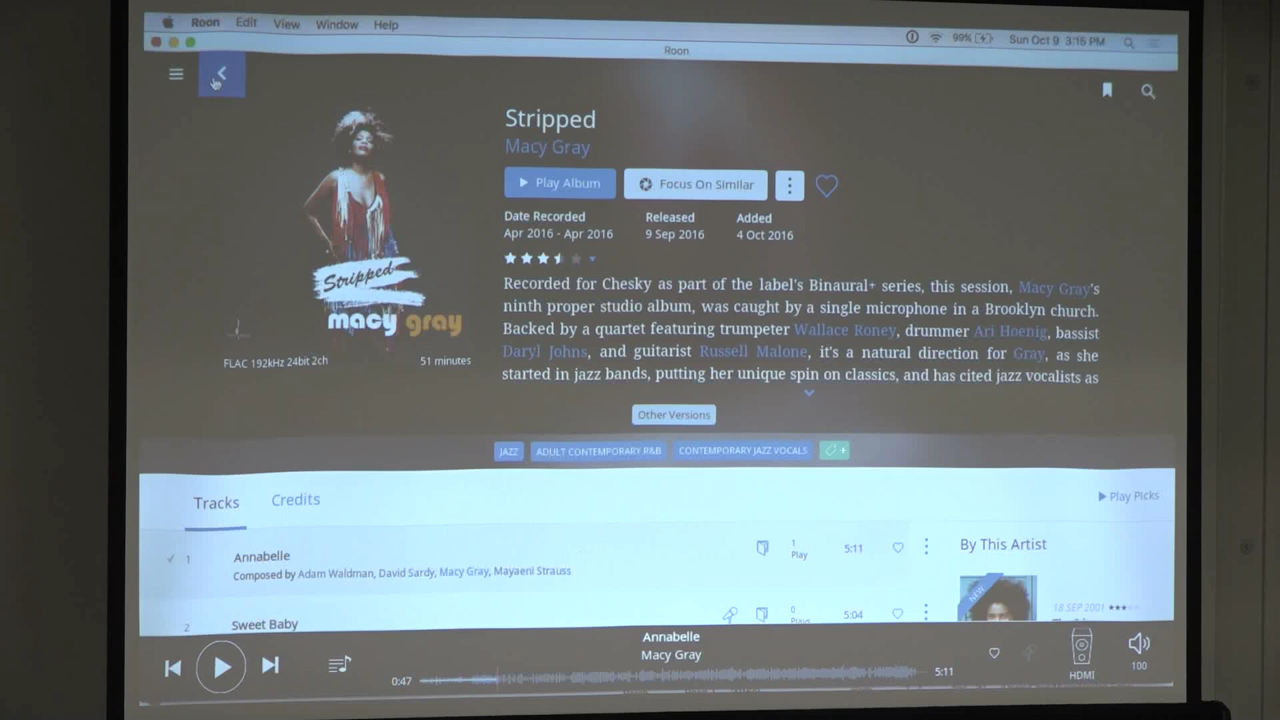 Roon Edit View Window Help
99% Sun Oct 9 3:15 PM
Roon
Stripped
Macy Gray
Play Album
Focus On Similar
Date Recorded
Apr 2016 - Apr 2016
Released
9 Sep 2016
Added
4 Oct 2016
Stripped
macy gray
FLAC 192kHz 24bit 2ch
51 minutes
Recorded for Chesky as part of the label's Binaural+ series, this session, Macy Gray's
ninth proper studio album, was caught by a single microphone in a Brooklyn church.
Backed by a quartet featuring trumpeter Wallace Roney, drummer Ari Hoenig, bassist
Daryl Johns, and guitarist Russell Malone, it's a natural direction for Gray, as she
started in jazz bands, putting her unique spin on classics, and has cited jazz vocalists as
Other Versions
JAZZ
ADULT CONTEMPORARY R&B
CONTEMPORARY JAZZ VOCALS
+
Tracks
Credits
Play Picks
1 Annabelle
Composed by Adam Waldman, David Sardy, Macy Gray, Mayaeni Strauss
1
Play
5:11
By This Artist
NEW
18 SEP 2001
2 Sweet Baby
0
Plays
5:04
Annabelle
Macy Gray
0:47
5:11
HDMI
100